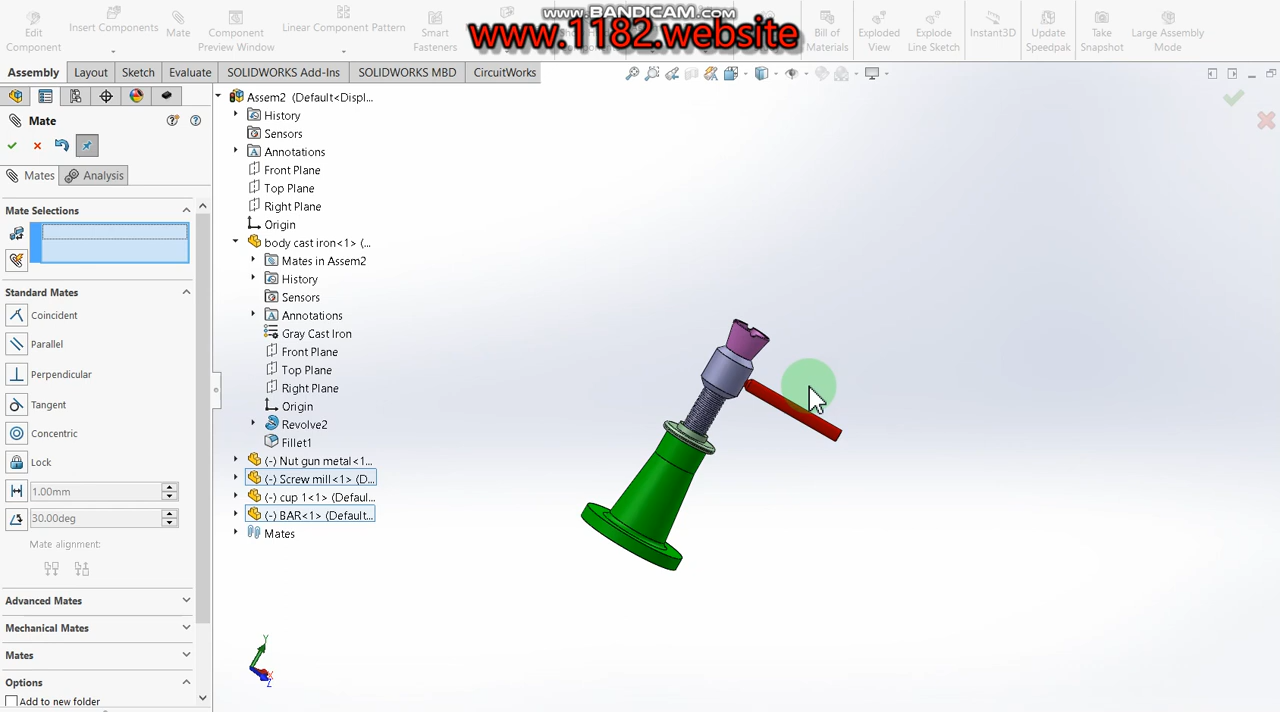 www.BANDICAM.com
www.1182.website
Edit
Component
Insert Components
Mate
Component
Preview Window
Linear Component Pattern
Smart
Fasteners
Bill of
Materials
Exploded
View
Explode
Line Sketch
Instant3D
Update
Speedpak
Take
Snapshot
Large Assembly
Mode
Assembly
Layout
Sketch
Evaluate
SOLIDWORKS Add-Ins
SOLIDWORKS MBD
CircuitWorks
Mate
Mates
Analysis
Mate Selections
Standard Mates
Coincident
Parallel
Perpendicular
Tangent
Concentric
Lock
1.00mm
30.00deg
Mate alignment:
Advanced Mates
Mechanical Mates
Mates
Options
Add to new folder
Assem2 (Default<Displ...
History
Sensors
Annotations
Front Plane
Top Plane
Right Plane
Origin
body cast iron<1> (...
Mates in Assem2
History
Sensors
Annotations
Gray Cast Iron
Front Plane
Top Plane
Right Plane
Origin
Revolve2
Fillet1
(-) Nut gun metal<1...
(-) Screw mill<1> (D...
(-) cup 1<1> (Defaul...
(-) BAR<1> (Default...
Mates
Y
X
Z